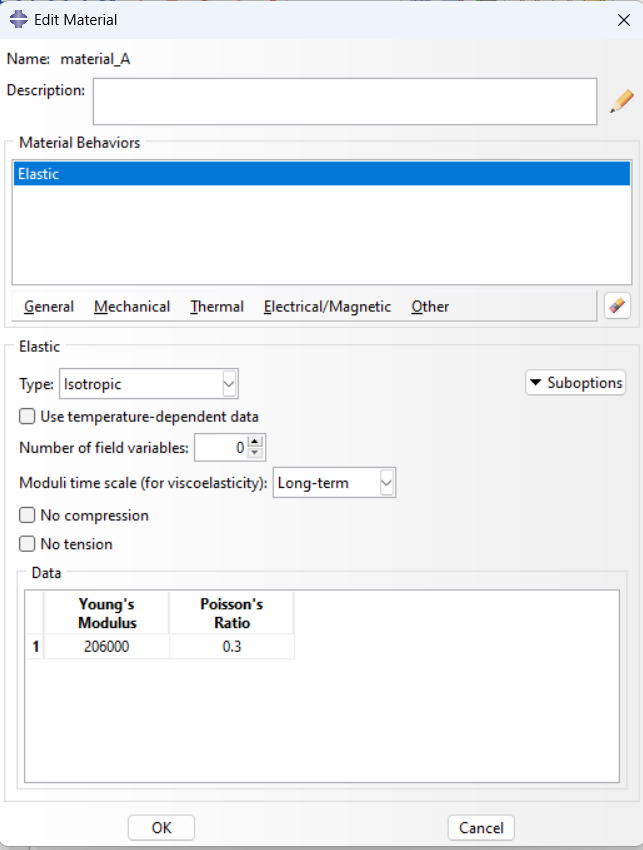 Edit Material
Name: material_A
Description:
Material Behaviors
Elastic
General Mechanical Thermal Electrical/Magnetic Other
Elastic
Type: Isotropic Suboptions
Use temperature-dependent data
Number of field variables: 0
Moduli time scale (for viscoelasticity): Long-term
No compression
No tension
Data
Young's Poisson's
Modulus Ratio
1 206000 0.3
OK Cancel